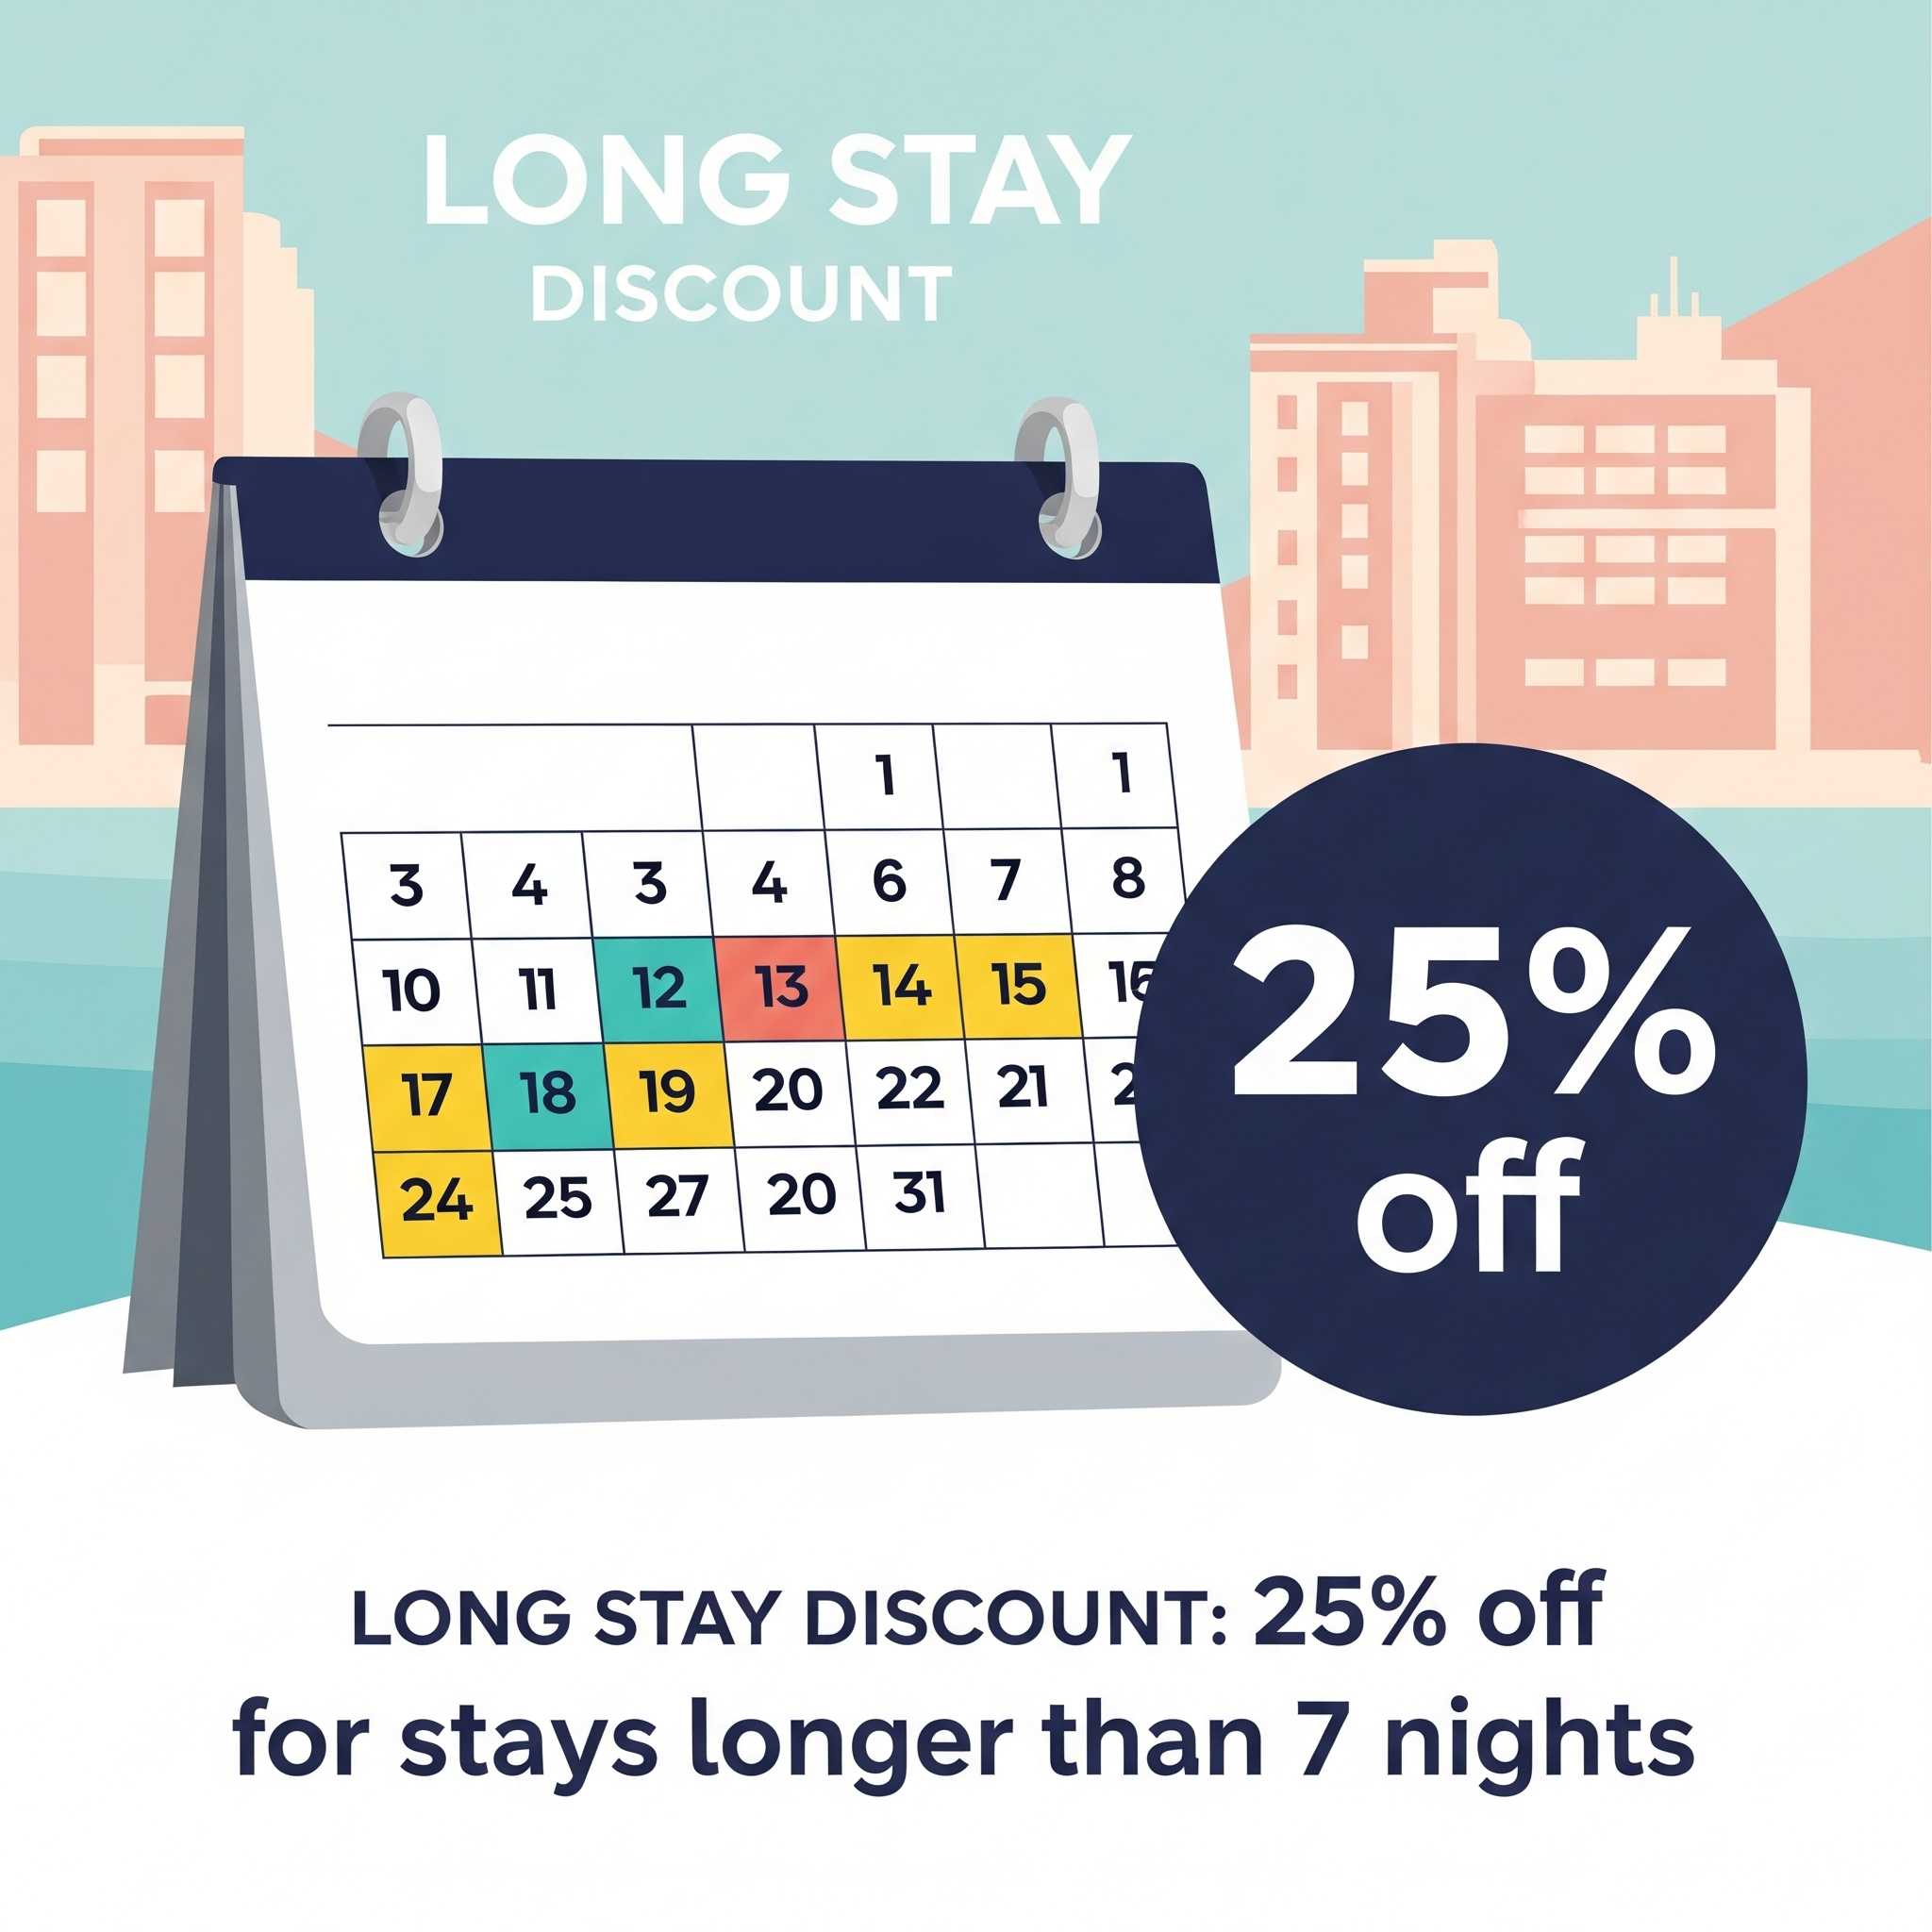 LONG STAY
DISCOUNT
1 1
3 4 3 4 6 7 8
10 11 12 13 14 15
17 18 19 20 22 21
24 25 27 20 31
25%
off
LONG STAY DISCOUNT: 25% off
for stays longer than 7 nights